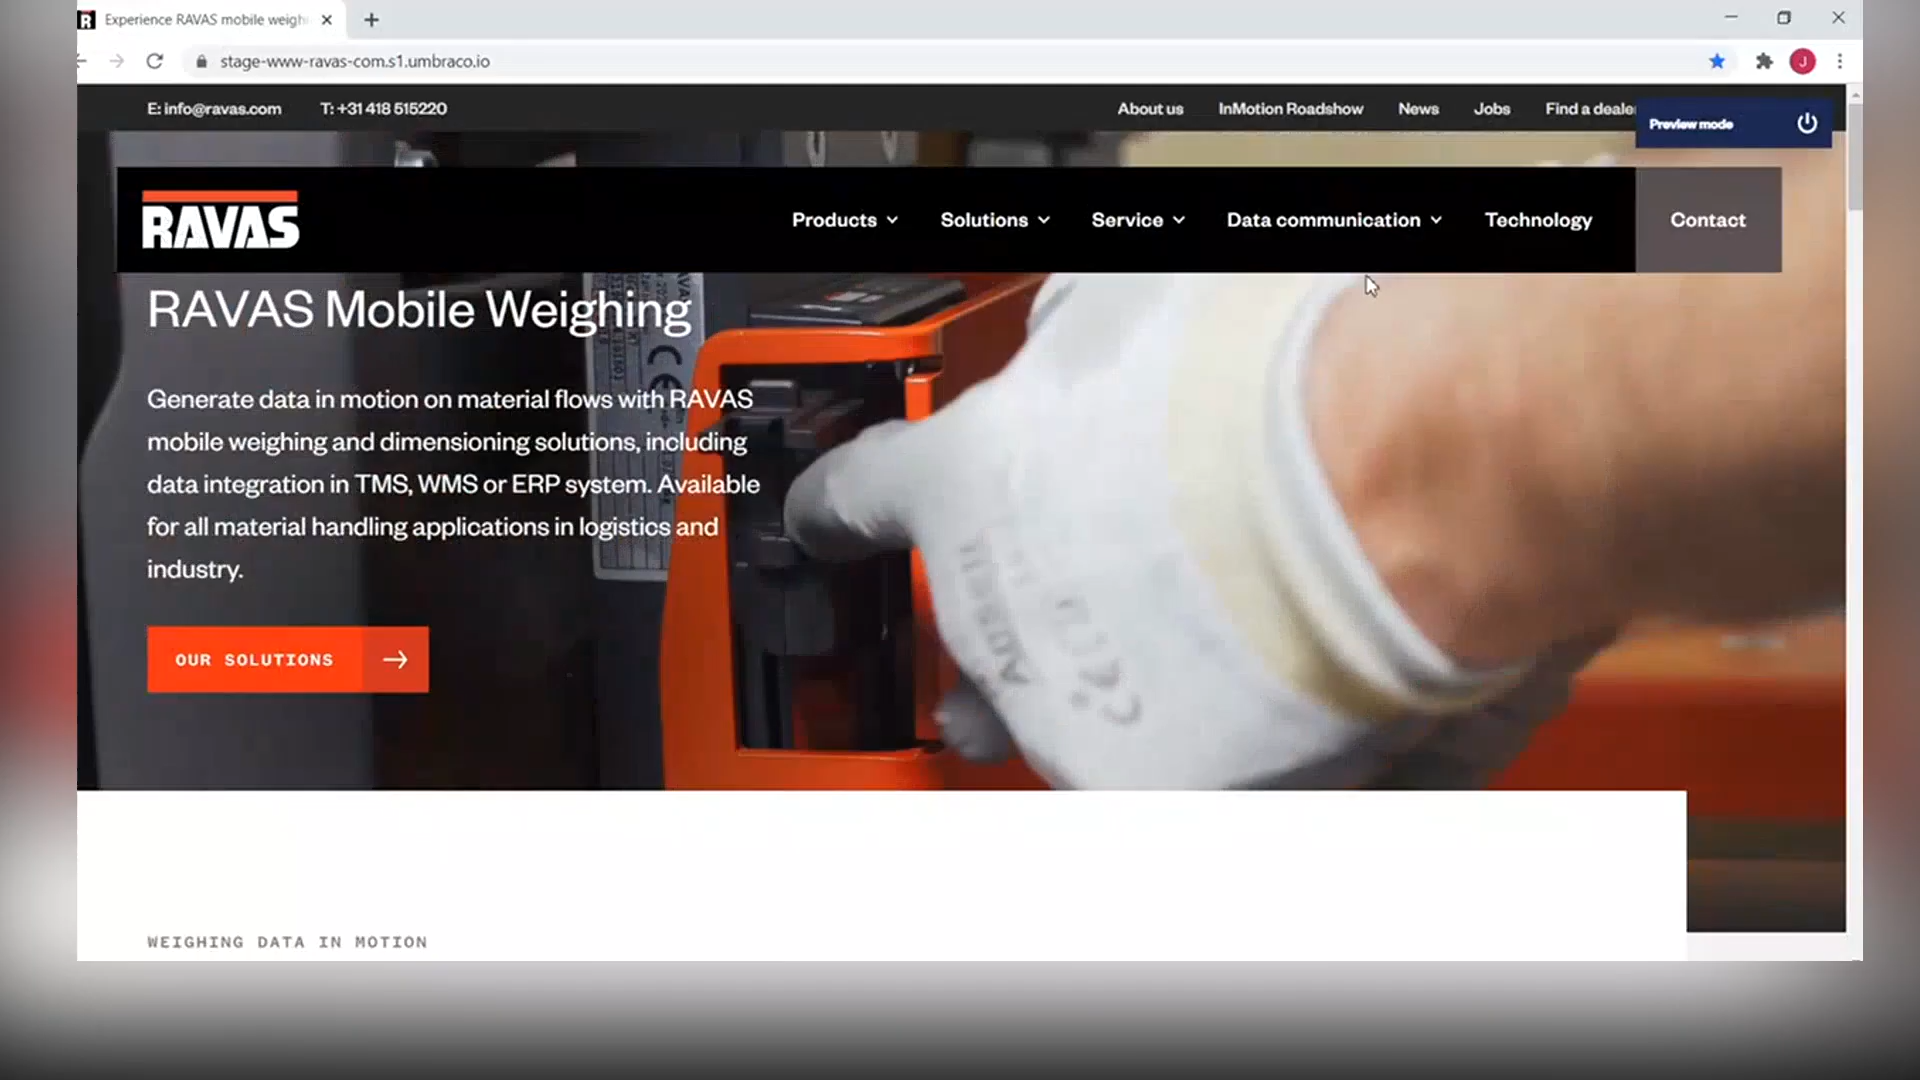 Experience RAVAS mobile weigh
stage-www-ravas-com.s1.umbraco.io
J
E: info@ravas.com T: +31 418 515220 About us InMotion Roadshow News Jobs Find a dealer
Preview mode
RAVAS Products Solutions Service Data communication Technology Contact
RAVAS Mobile Weighing
Generate data in motion on material flows with RAVAS
mobile weighing and dimensioning solutions, including
data integration in TMS, WMS or ERP system. Available
for all material handling applications in logistics and
industry.
OUR SOLUTIONS
WEIGHING DATA IN MOTION